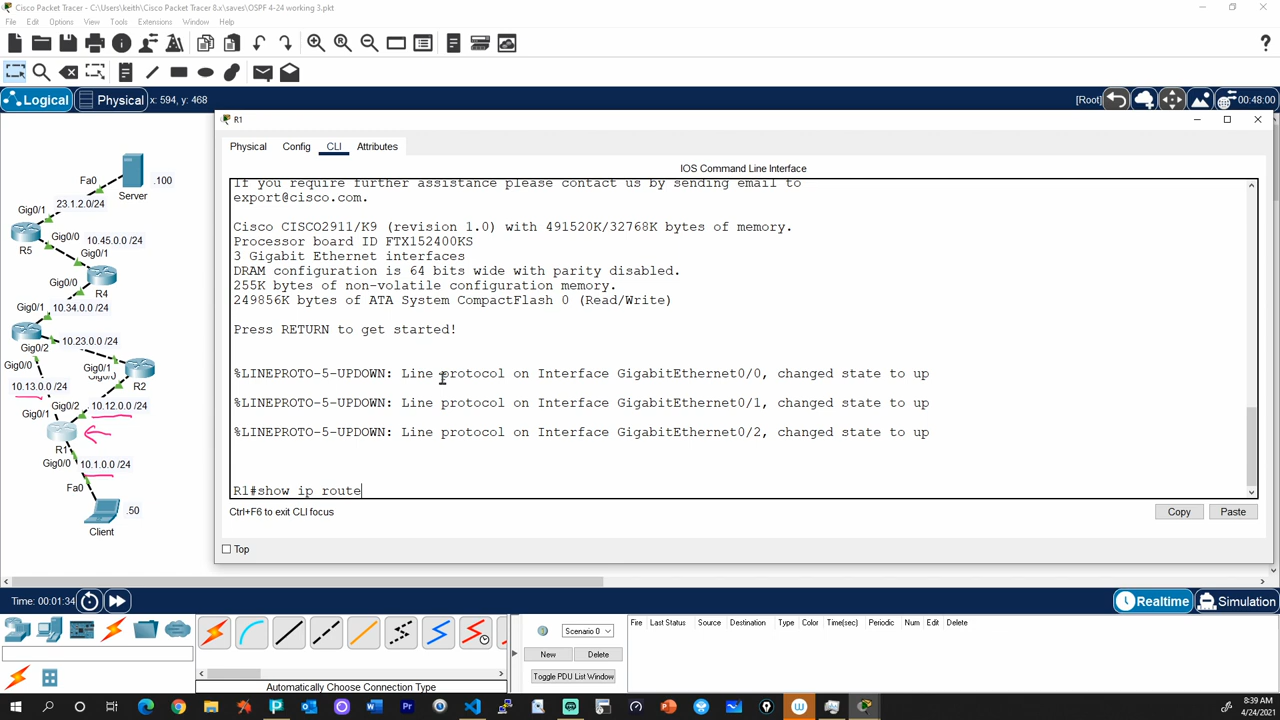 Cisco Packet Tracer - C:\Users\keith\Cisco Packet Tracer 8.x\saves\OSPF 4-24 working 3.pkt
File Edit Options View Tools Extensions Window Help
Logical Physical x: 594, y: 468 [Root] 00:48:00
R1
Physical Config CLI Attributes
IOS Command Line Interface
If you require further assistance please contact us by sending email to
export@cisco.com.
Cisco CISCO2911/K9 (revision 1.0) with 491520K/32768K bytes of memory.
Processor board ID FTX152400KS
3 Gigabit Ethernet interfaces
DRAM configuration is 64 bits wide with parity disabled.
255K bytes of non-volatile configuration memory.
249856K bytes of ATA System CompactFlash 0 (Read/Write)
Press RETURN to get started!
%LINEPROTO-5-UPDOWN: Line protocol on Interface GigabitEthernet0/0, changed state to up
%LINEPROTO-5-UPDOWN: Line protocol on Interface GigabitEthernet0/1, changed state to up
%LINEPROTO-5-UPDOWN: Line protocol on Interface GigabitEthernet0/2, changed state to up
R1#show ip route
Ctrl+F6 to exit CLI focus
Copy Paste
Top
Fa0 .100
Server
23.1.2.0/24
Gig0/1
Gig0/0 10.45.0.0 /24
R5 Gig0/1
Gig0/0
R4
Gig0/1 10.34.0.0 /24
Gig0/2 10.23.0.0 /24
Gig0/0 Gig0/1
Gig0/0
10.13.0.0 /24 R2
Gig0/2 10.12.0.0 /24
Gig0/1
R1
Gig0/0 10.1.0.0 /24
Fa0
.50
Client
Time: 00:01:34 Realtime Simulation
Scenario 0
New Delete
Toggle PDU List Window
Fire Last Status Source Destination Type Color Time(sec) Periodic Num Edit Delete
Automatically Choose Connection Type
8:39 AM
4/24/2021